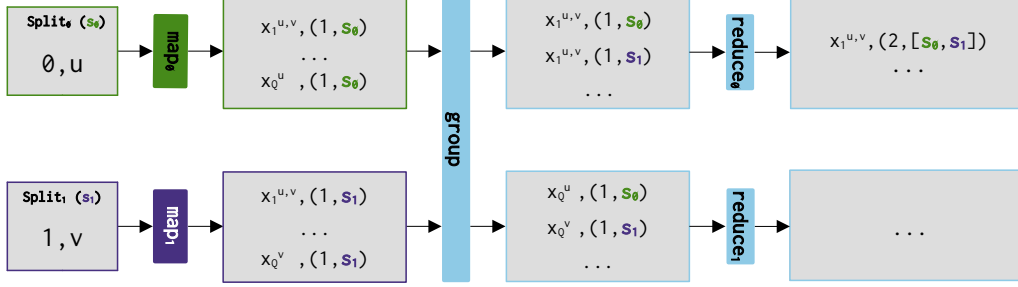 Split₀ (s₀)
0,u
map₀
x₁ᵘ·ᵛ,(1,s₀)
...
x_Qᵘ ,(1,s₀)
group
x₁ᵘ·ᵛ,(1,s₀)
x₁ᵘ·ᵛ,(1,s₁)
...
reduce₀
x₁ᵘ·ᵛ,(2,[s₀,s₁])
...
Split₁ (s₁)
1,v
map₁
x₁ᵘ·ᵛ,(1,s₁)
...
x_Qᵛ ,(1,s₁)
x_Qᵘ ,(1,s₀)
x_Qᵛ ,(1,s₁)
...
reduce₁
...